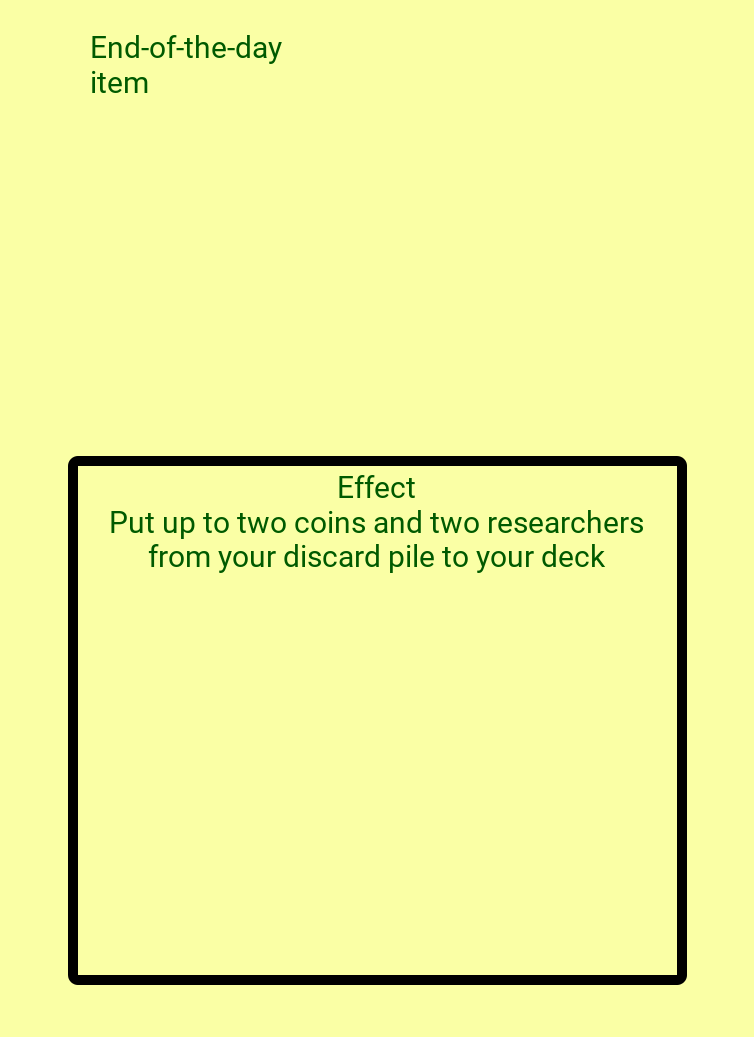 End-of-the-day
item
Effect
Put up to two coins and two researchers
from your discard pile to your deck